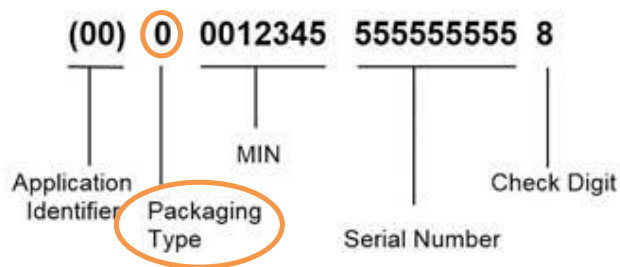 (00) 0 0012345 555555555 8
MIN
Application
Identifier
Packaging
Type
Check Digit
Serial Number